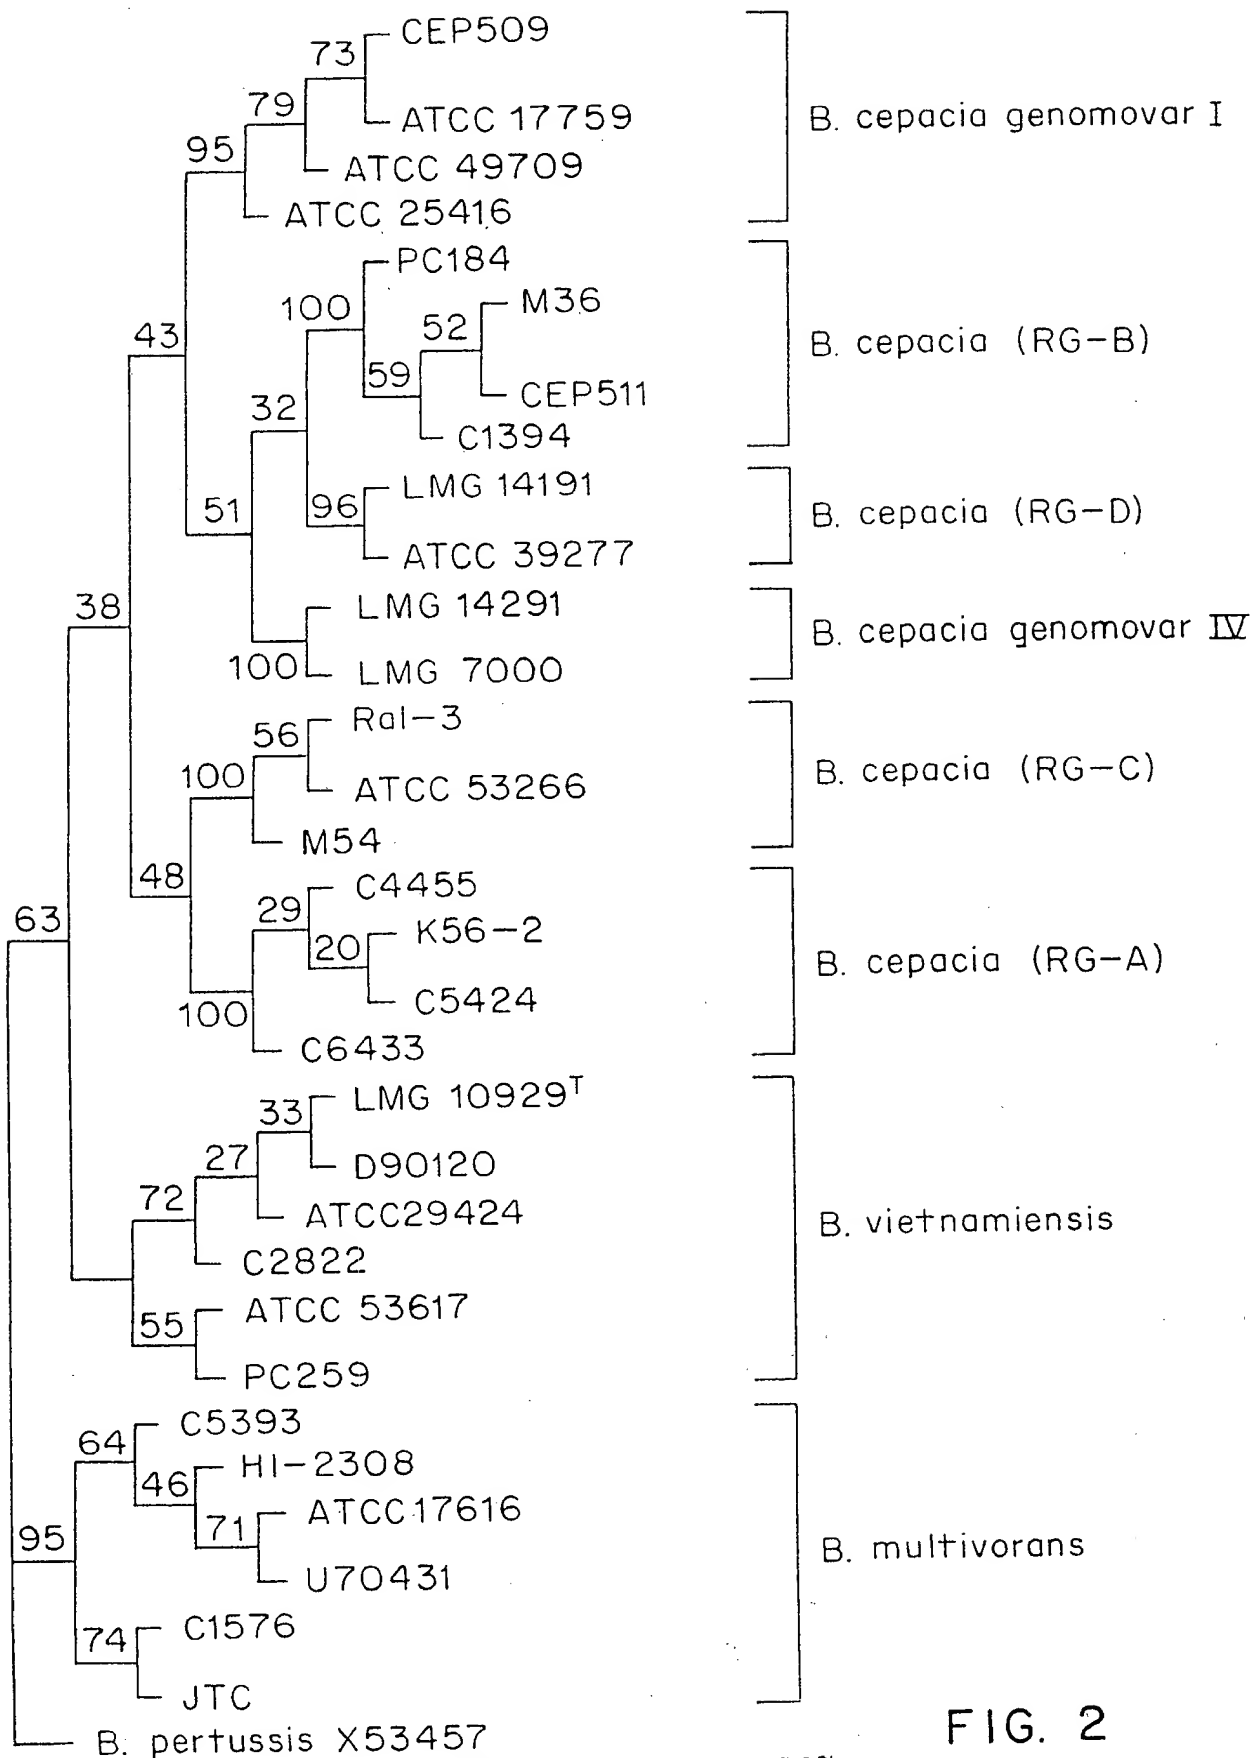 CEP509
73
79
ATCC 17759
B. cepacia genomovar I
95
ATCC 49709
ATCC 25416
PC184
M36
100
52
43
B. cepacia (RG-B)
59
CEP511
32
C1394
LMG 14191
96
51
B. cepacia (RG-D)
ATCC 39277
38
LMG 14291
B. cepacia genomovar IV
100
LMG 7000
Ral-3
56
100
B. cepacia (RG-C)
ATCC 53266
M54
48
C4455
29
63
K56-2
20
B. cepacia (RG-A)
C5424
100
C6433
LMG 10929T
33
27
D90120
72
ATCC29424
B. vietnamiensis
C2822
ATCC 53617
55
PC259
C5393
64
HI-2308
46
ATCC17616
71
95
B. multivorans
U70431
C1576
74
JTC
B. pertussis X53457
FIG. 2